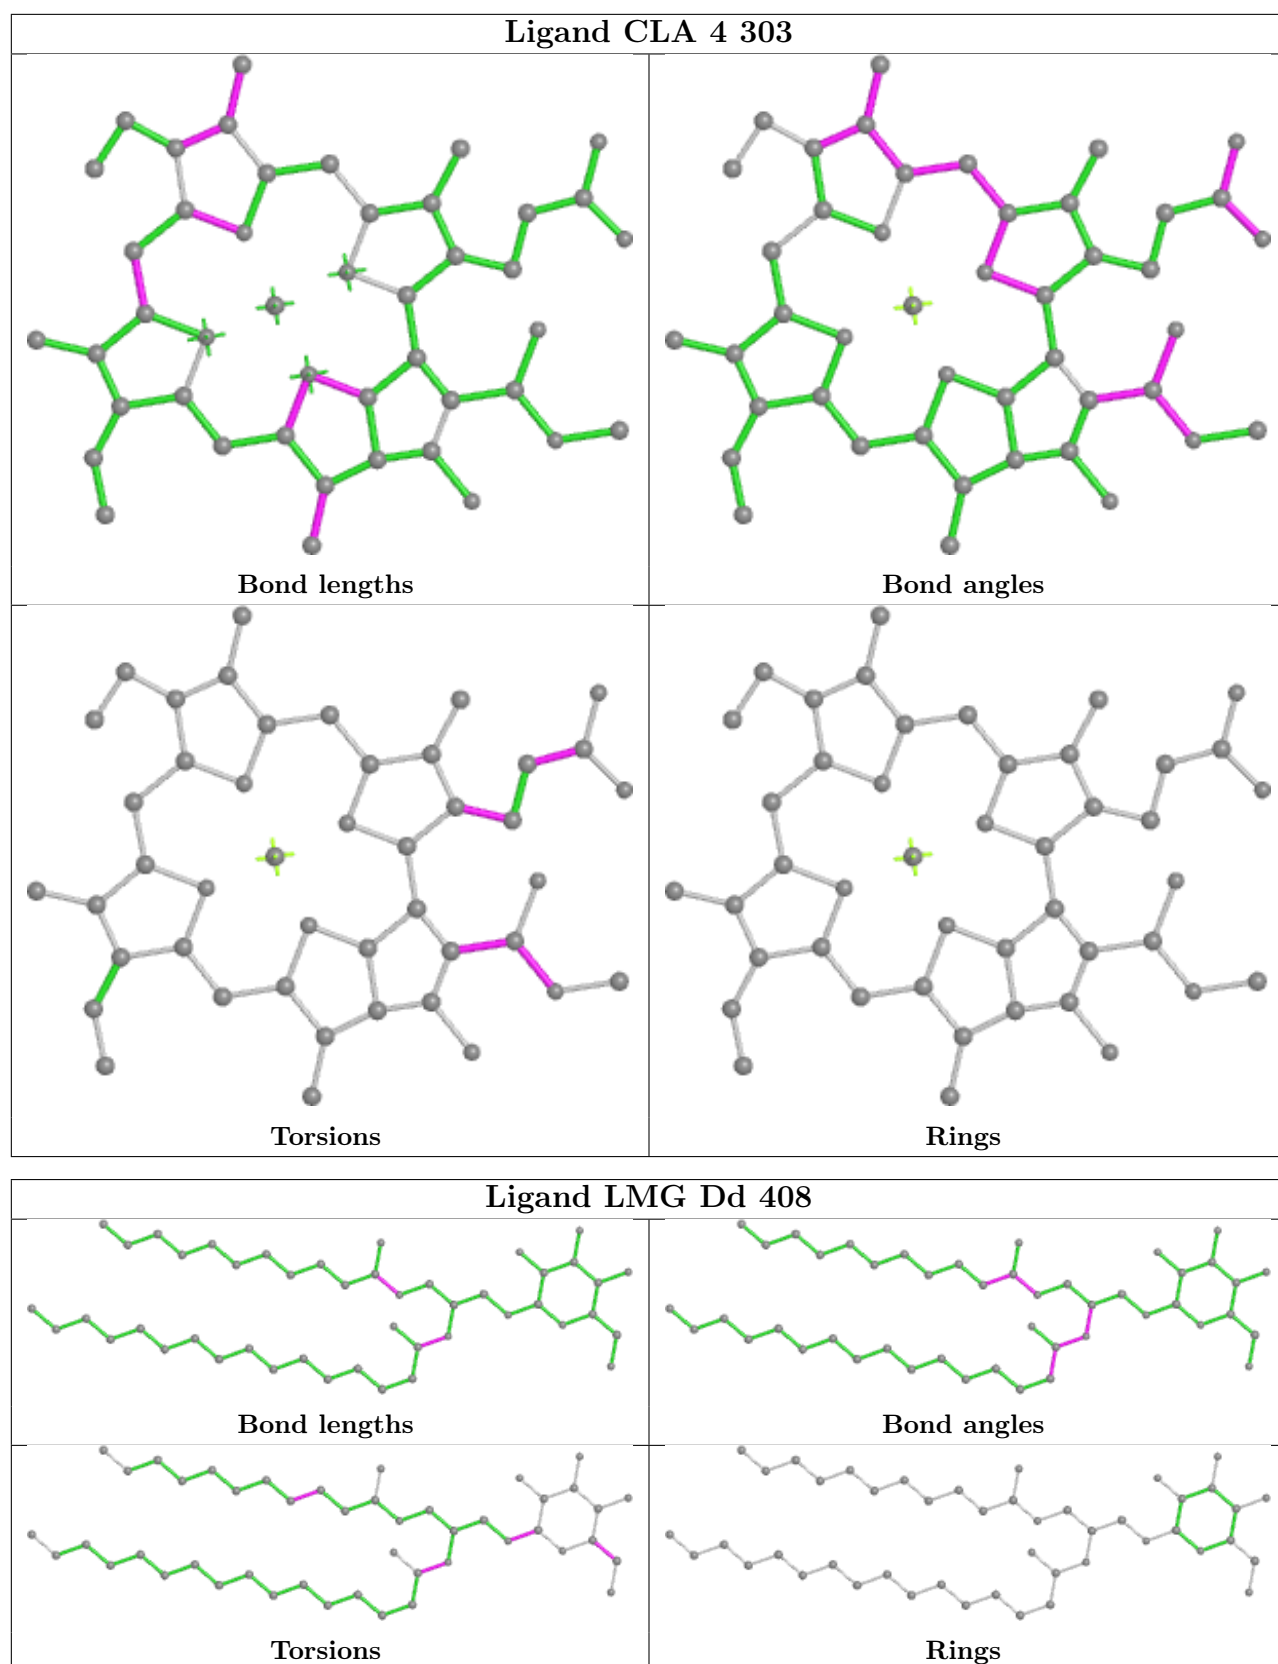 Ligand CLA 4 303
Bond lengths
Bond angles
Torsions
Rings
Ligand LMG Dd 408
Bond lengths
Bond angles
Torsions
Rings